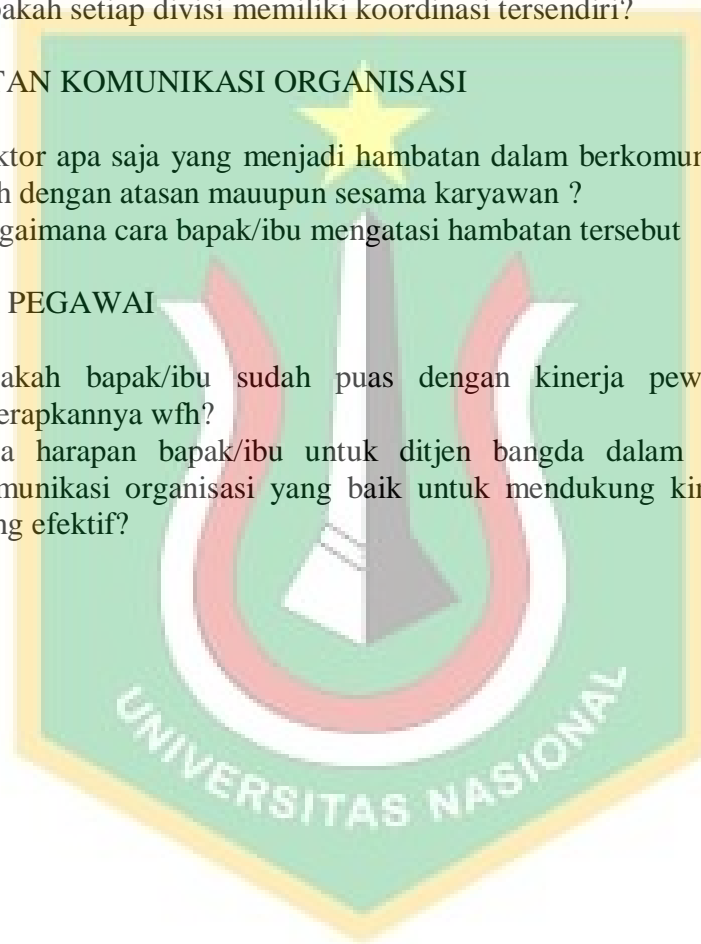 pakah setiap divisi memiliki koordinasi tersendiri?
TAN KOMUNIKASI ORGANISASI
ktor apa saja yang menjadi hambatan dalam berkomun
h dengan atasan mauupun sesama karyawan ?
gaimana cara bapak/ibu mengatasi hambatan tersebut
PEGAWAI
akah bapak/ibu sudah puas dengan kinerja pew
erapkannya wfh?
a harapan bapak/ibu untuk ditjen bangda dalam
munikasi organisasi yang baik untuk mendukung kin
ng efektif?
UNIVERSITAS NASIONAL